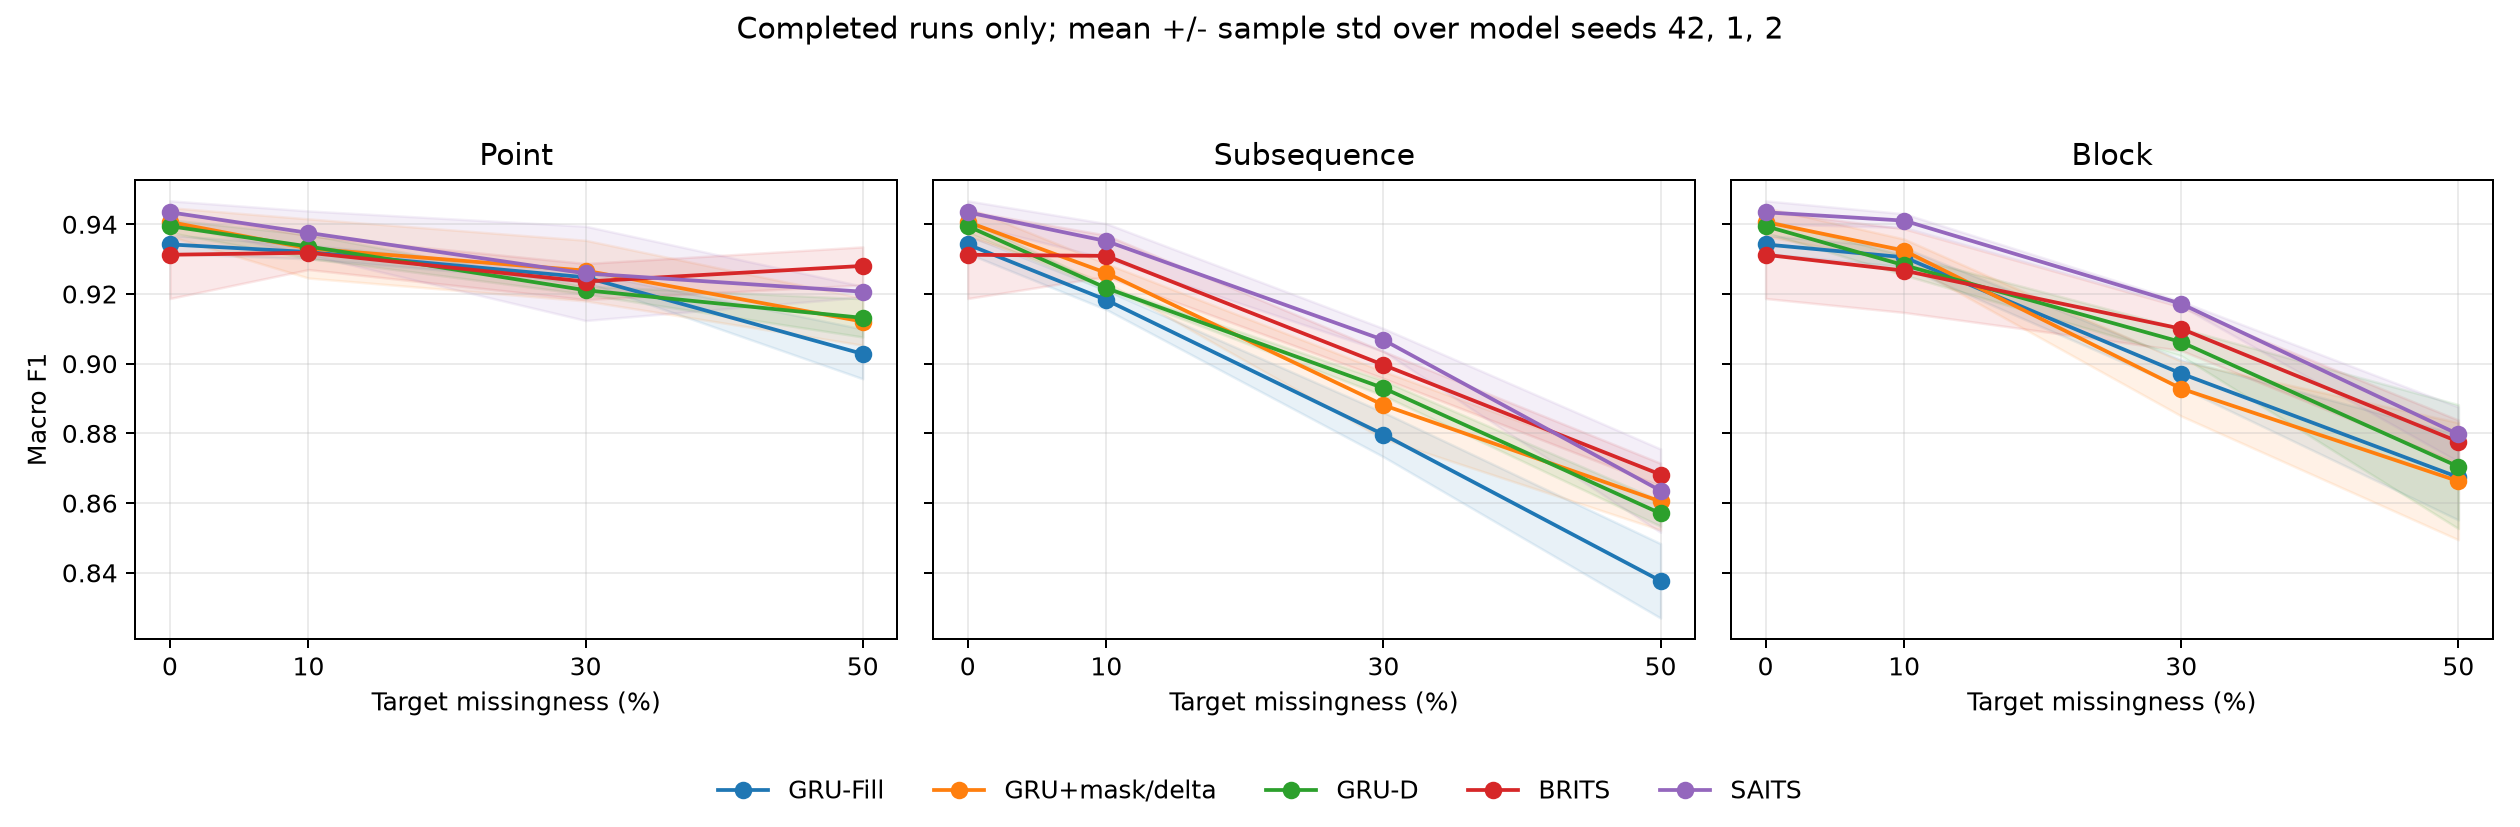 Completed runs only; mean +/- sample std over model seeds 42, 1, 2
Point
Subsequence
Block
Macro F1
0.94
0.92
0.90
0.88
0.86
0.84
0 10 30 50
0 10 30 50
0 10 30 50
Target missingness (%)
Target missingness (%)
Target missingness (%)
GRU-Fill GRU+mask/delta GRU-D BRITS SAITS